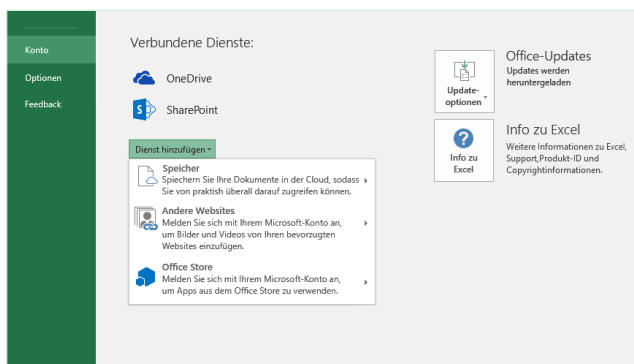 Konto
Optionen
Feedback
Verbundene Dienste:
OneDrive
S
SharePoint
Dienst hinzufügen
Speicher
Spiechern Sie Ihre Dokumente in der Cloud, sodass
Sie von praktisch überall darauf zugreifen können.
Andere Websites
Melden Sie sich mit Ihrem Microsoft-Konto an,
um Bilder und Videos von Ihren bevorzugten
Websites einzufügen.
Office Store
Melden Sie sich mit Ihrem Microsoft-Konto an,
um Apps aus dem Office Store zu verwenden.
Update-
optionen
Office-Updates
Updates werden
heruntergeladen
?
Info zu
Excel
Info zu Excel
Weitere Informationen zu Excel,
Support,Produkt-ID und
Copyrightinformationen.